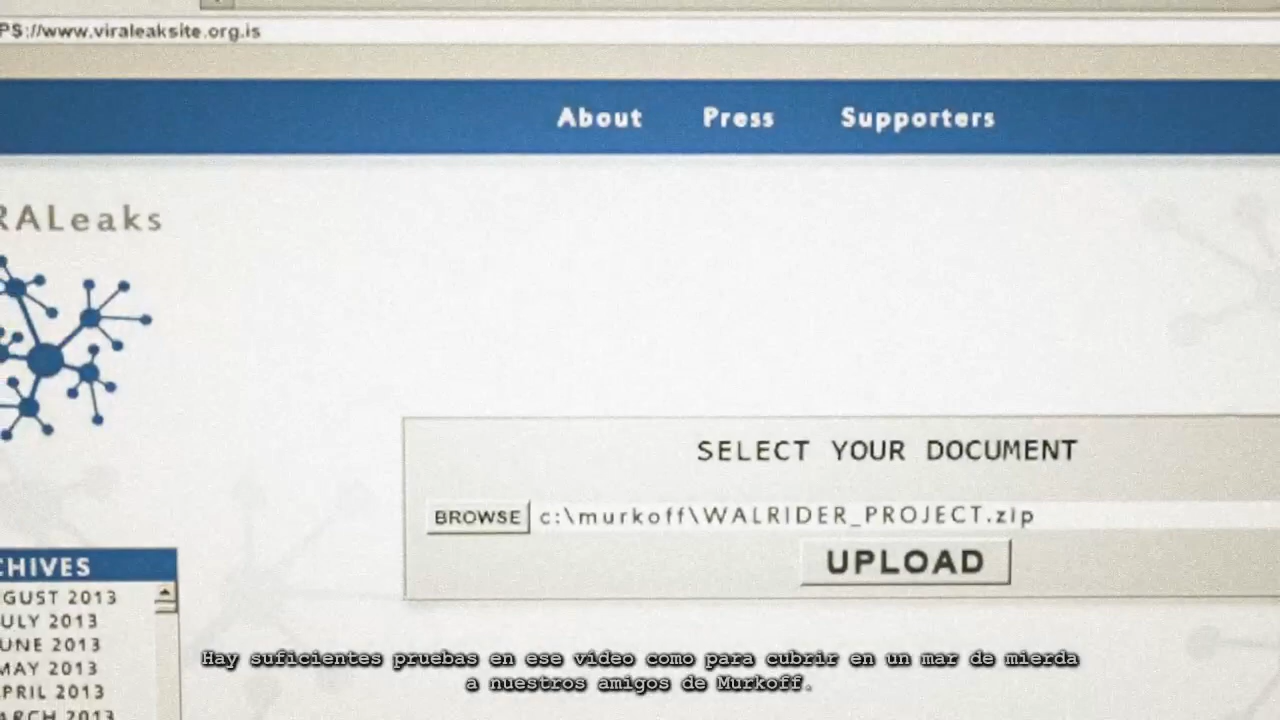 PS://www.viraleaksite.org.is
About Press Supporters
RALeaks
SELECT YOUR DOCUMENT
BROWSE c:\murkoff\WALRIDER_PROJECT.zip
UPLOAD
CHIVES
GUST 2013
ULY 2013
UNE 2013
MAY 2013
PRIL 2013
ARCH 2013
Hay suficientes pruebas en ese vídeo como para cubrir en un mar de mierda
a nuestros amigos de Murkoff.